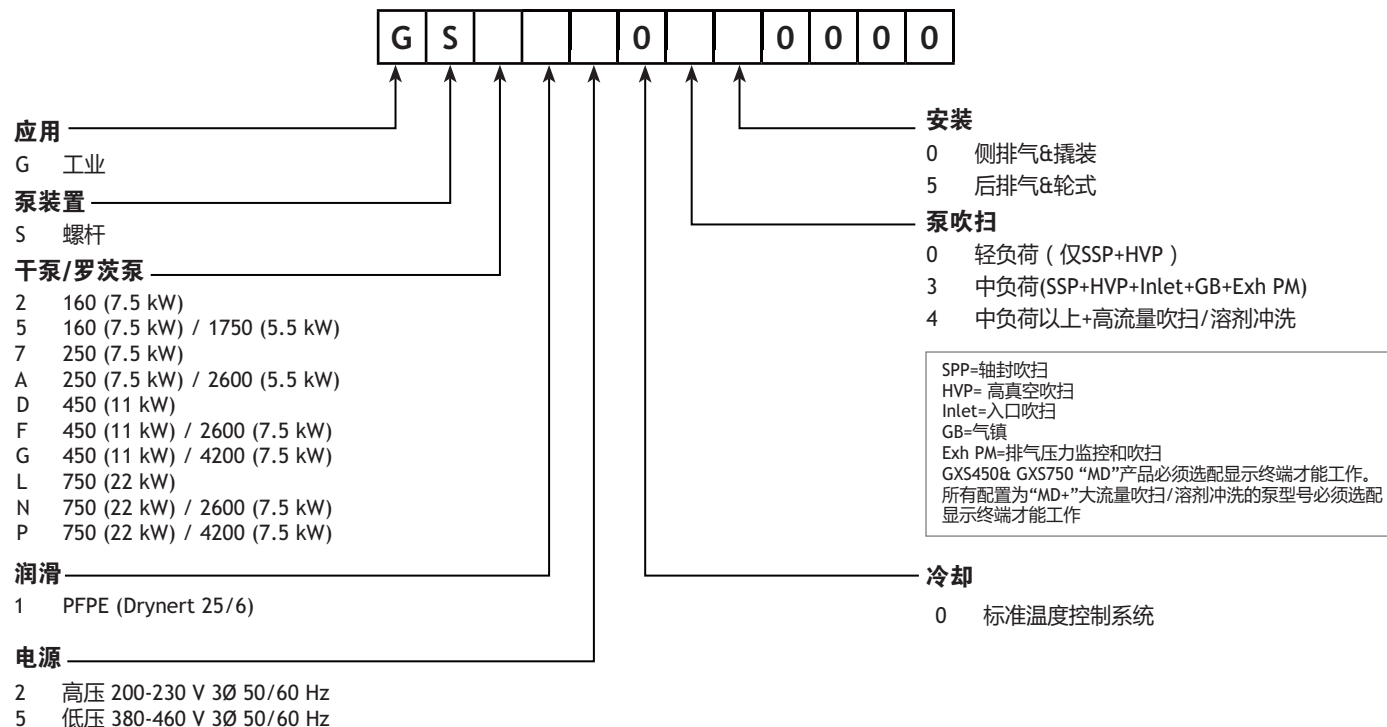 G S 0 0 0 0 0
应用
G 工业
泵装置
S 螺杆
干泵/罗茨泵
2 160 (7.5 kW)
5 160 (7.5 kW) / 1750 (5.5 kW)
7 250 (7.5 kW)
A 250 (7.5 kW) / 2600 (5.5 kW)
D 450 (11 kW)
F 450 (11 kW) / 2600 (7.5 kW)
G 450 (11 kW) / 4200 (7.5 kW)
L 750 (22 kW)
N 750 (22 kW) / 2600 (7.5 kW)
P 750 (22 kW) / 4200 (7.5 kW)
润滑
1 PFPE (Drynert 25/6)
电源
2 高压 200-230 V 3Ø 50/60 Hz
5 低压 380-460 V 3Ø 50/60 Hz
安装
0 侧排气&撬装
5 后排气&轮式
泵吹扫
0 轻负荷（仅SSP+HVP）
3 中负荷(SSP+HVP+Inlet+GB+Exh PM)
4 中负荷以上+高流量吹扫/溶剂冲洗
SPP=轴封吹扫
HVP= 高真空吹扫
Inlet=入口吹扫
GB=气镇
Exh PM=排气压力监控和吹扫
GXS450& GXS750 “MD”产品必须选配显示终端才能工作。
所有配置为“MD+”大流量吹扫/溶剂冲洗的泵型号必须选配
显示终端才能工作
冷却
0 标准温度控制系统